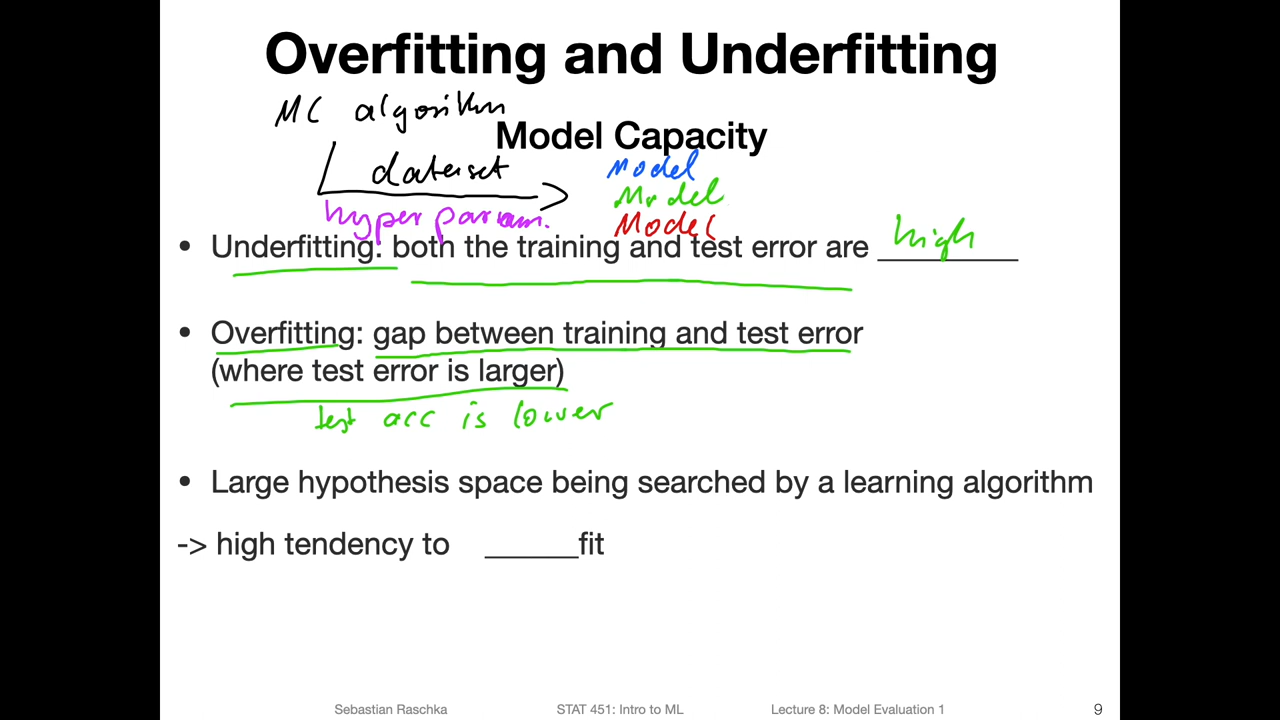 Overfitting and Underfitting
ML algorithm
Model Capacity
dataset
hyper param.
Model
Model
Model
• Underfitting: both the training and test error are ______ high
• Overfitting: gap between training and test error
(where test error is larger)
test acc is lower
• Large hypothesis space being searched by a learning algorithm
-> high tendency to ______fit
Sebastian Raschka STAT 451: Intro to ML Lecture 8: Model Evaluation 1 9